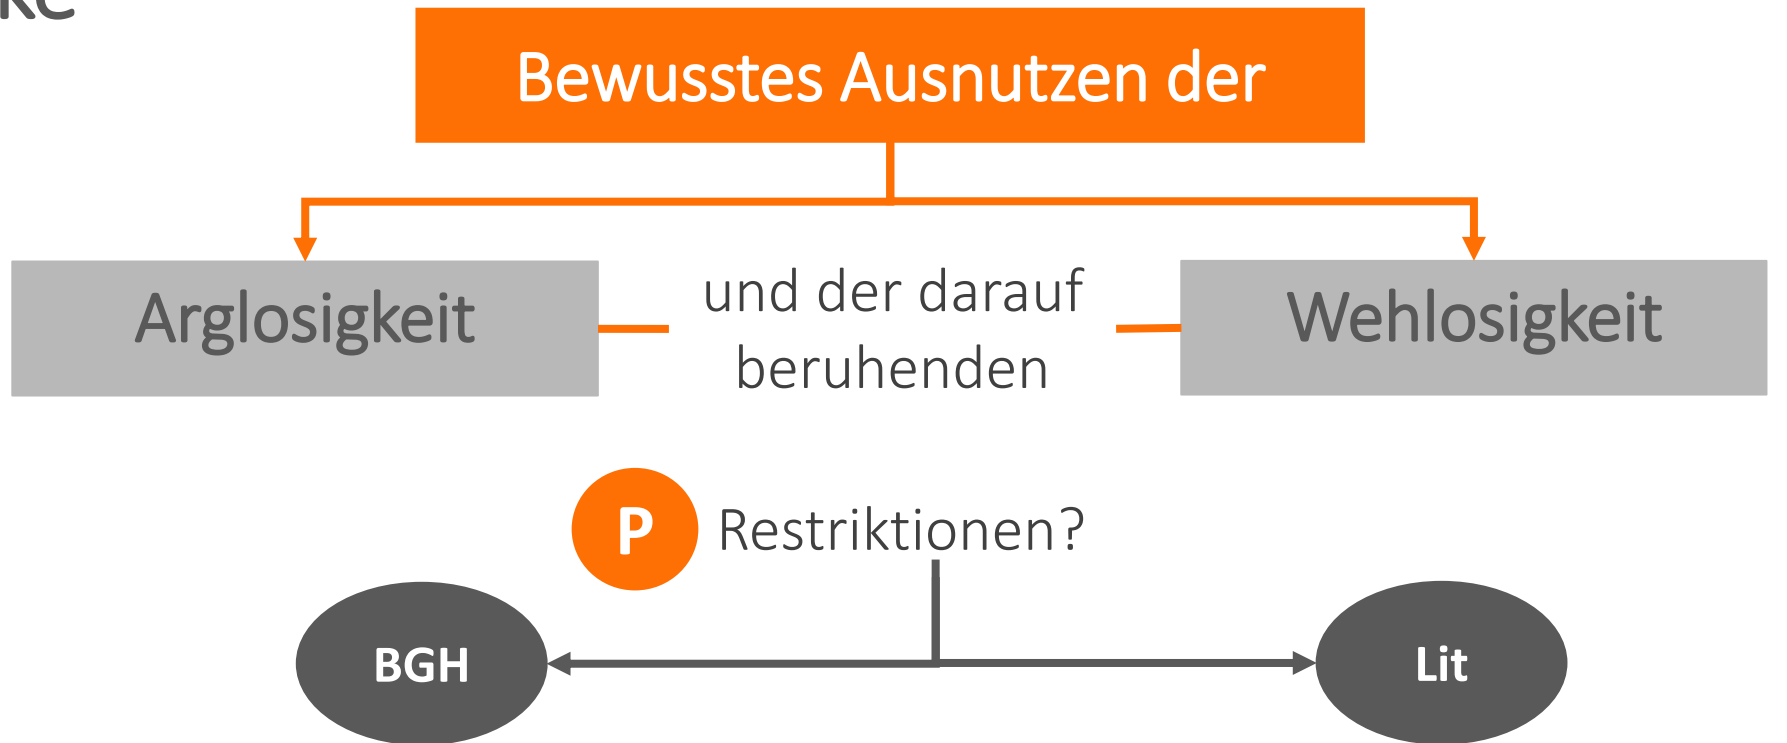 Bewusstes Ausnutzen der
Arglosigkeit
und der darauf
beruhenden
Wehlosigkeit
P Restriktionen?
BGH
Lit